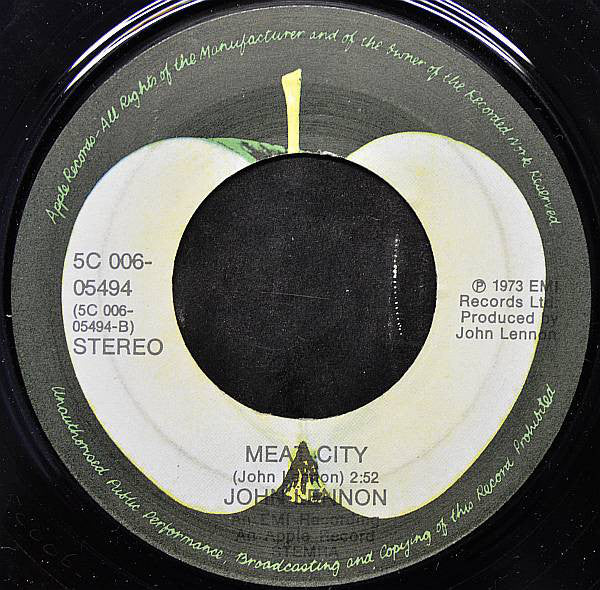 Apple Records-All Rights of the Manufacturer and of the Owner of the Recorded Work Reserved
5C 006-
05494
(5C 006-
05494-B)
STEREO
℗ 1973 EMI
Records Ltd.
Produced by
John Lennon
MEAT CITY
(John Lennon) 2:52
JOHN LENNON
An EMI Recording
An Apple Record
STEMRA
Unauthorised Public Performance, Broadcasting and Copying of this Record Prohibited